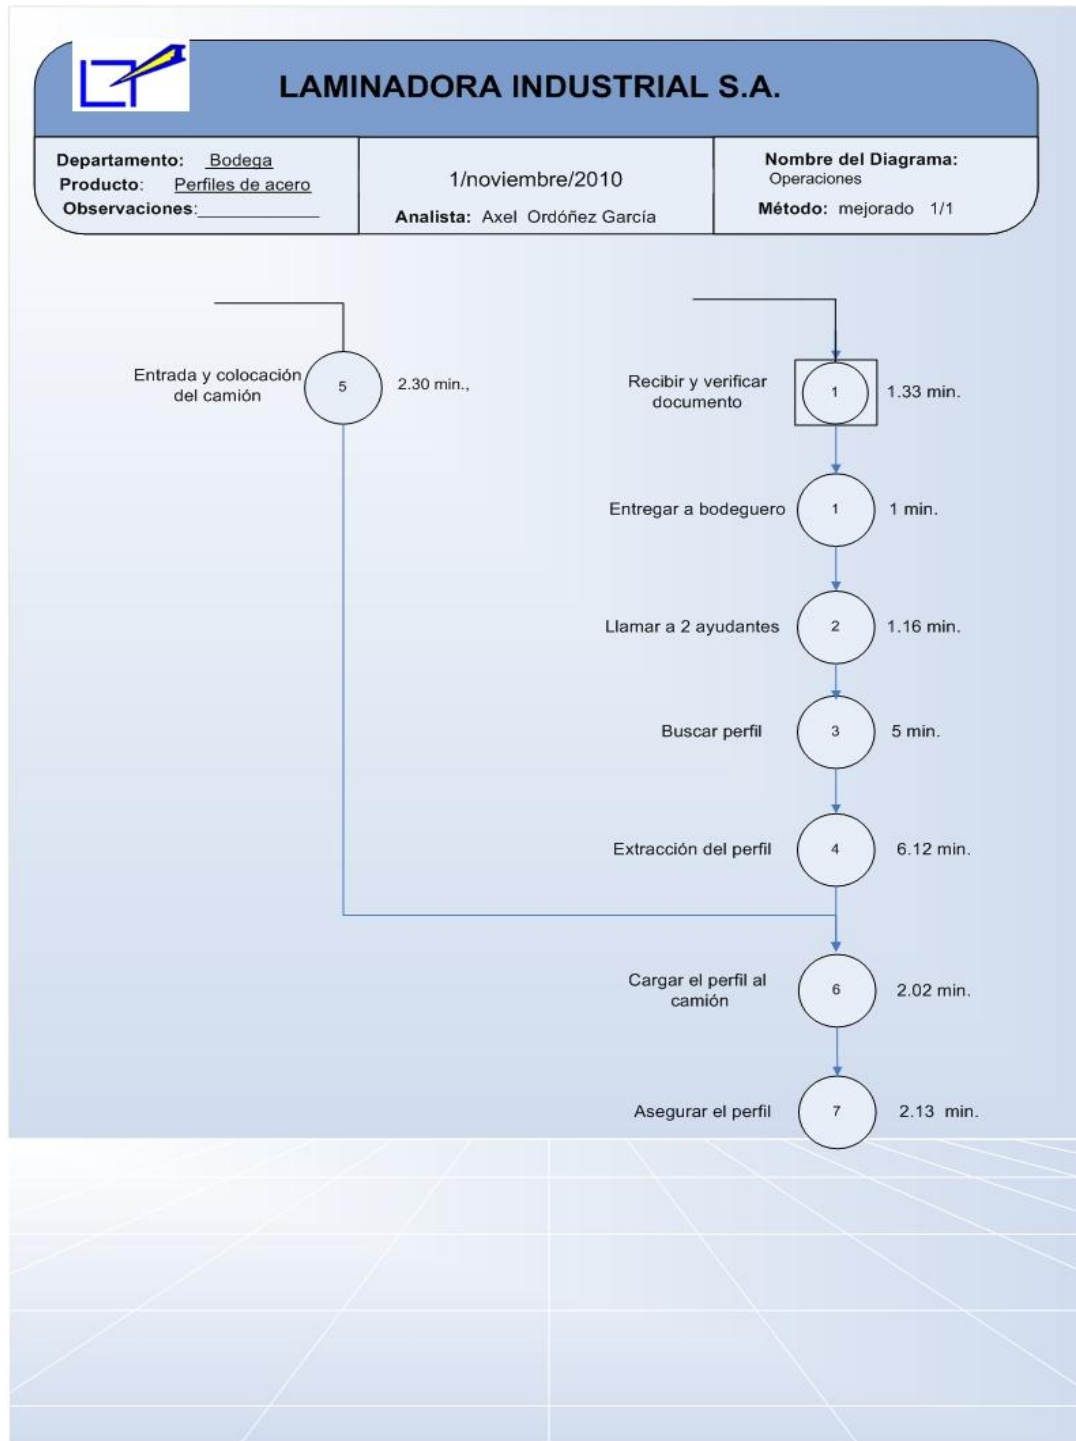 LAMINADORA INDUSTRIAL S.A.
Departamento: Bodega
Producto: Perfiles de acero
Observaciones:______________
1/noviembre/2010
Analista: Axel Ordóñez García
Nombre del Diagrama:
Operaciones
Método: mejorado 1/1
Entrada y colocación
del camión
5
2.30 min.,
Recibir y verificar
documento
1
1.33 min.
Entregar a bodeguero
1
1 min.
Llamar a 2 ayudantes
2
1.16 min.
Buscar perfil
3
5 min.
Extracción del perfil
4
6.12 min.
Cargar el perfil al
camión
6
2.02 min.
Asegurar el perfil
7
2.13 min.